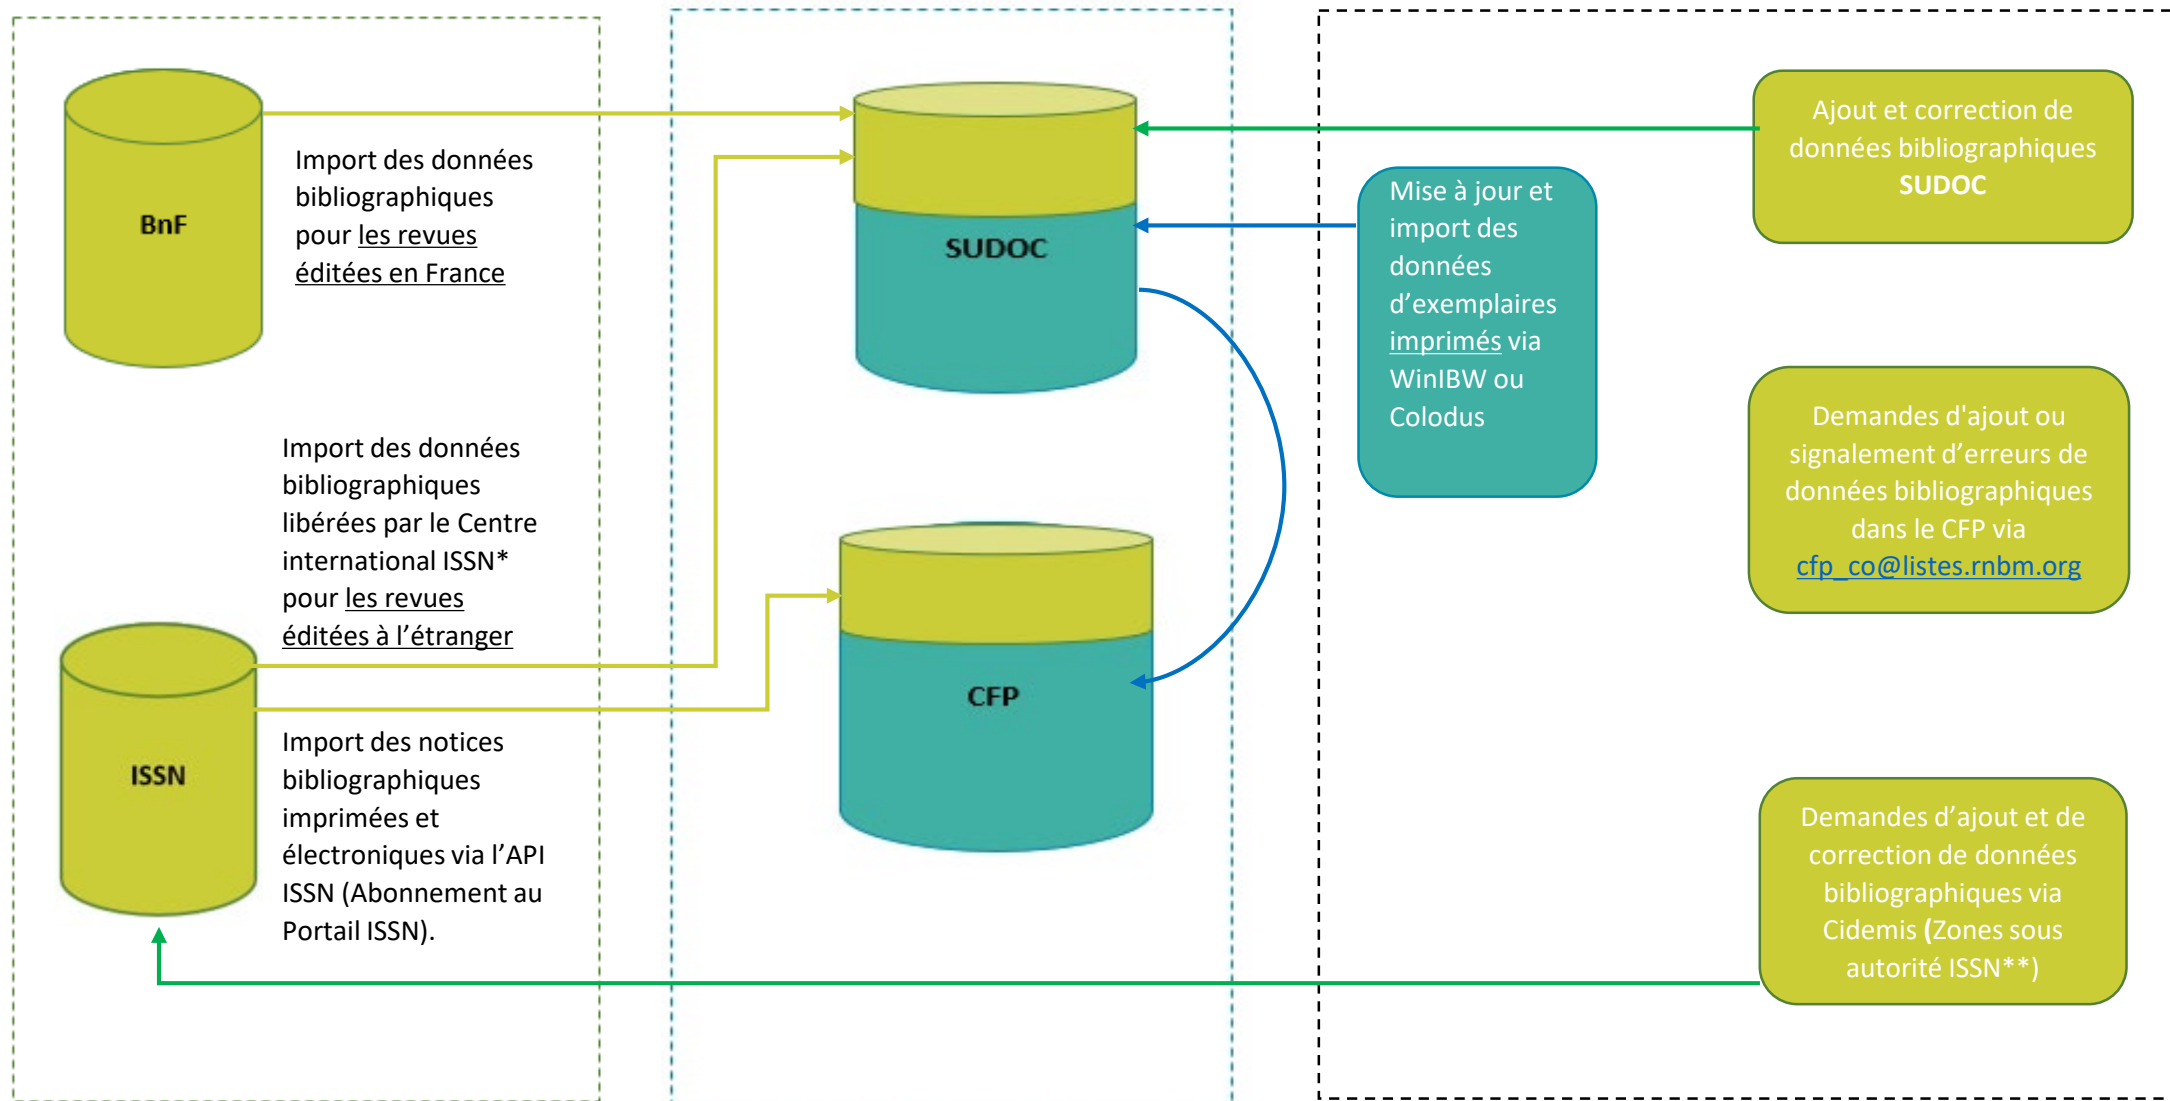 BnF
Import des données
bibliographiques
pour les revues
éditées en France
Import des données
bibliographiques
libérées par le Centre
international ISSN*
pour les revues
éditées à l’étranger
ISSN
Import des notices
bibliographiques
imprimées et
électroniques via l’API
ISSN (Abonnement au
Portail ISSN).
SUDOC
CFP
Mise à jour et
import des
données
d’exemplaires
imprimés via
WinIBW ou
Colodus
Ajout et correction de
données bibliographiques
SUDOC
Demandes d'ajout ou
signalement d’erreurs de
données bibliographiques
dans le CFP via
cfp_co@listes.rnbm.org
Demandes d’ajout et de
correction de données
bibliographiques via
Cidemis (Zones sous
autorité ISSN**)